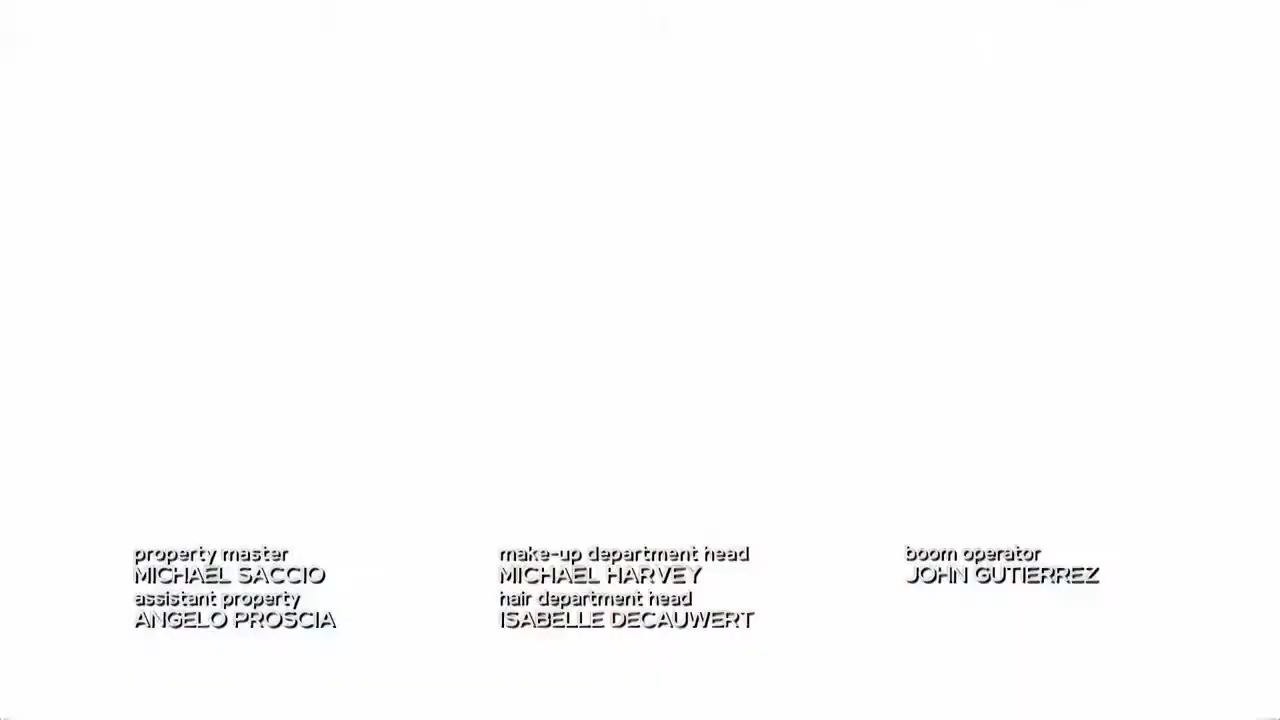 property master
MICHAEL SACCIO
assistant property
ANGELO PROSCIA
make-up department head
MICHAEL HARVEY
hair department head
ISABELLE DECAUWERT
boom operator
JOHN GUTIERREZ